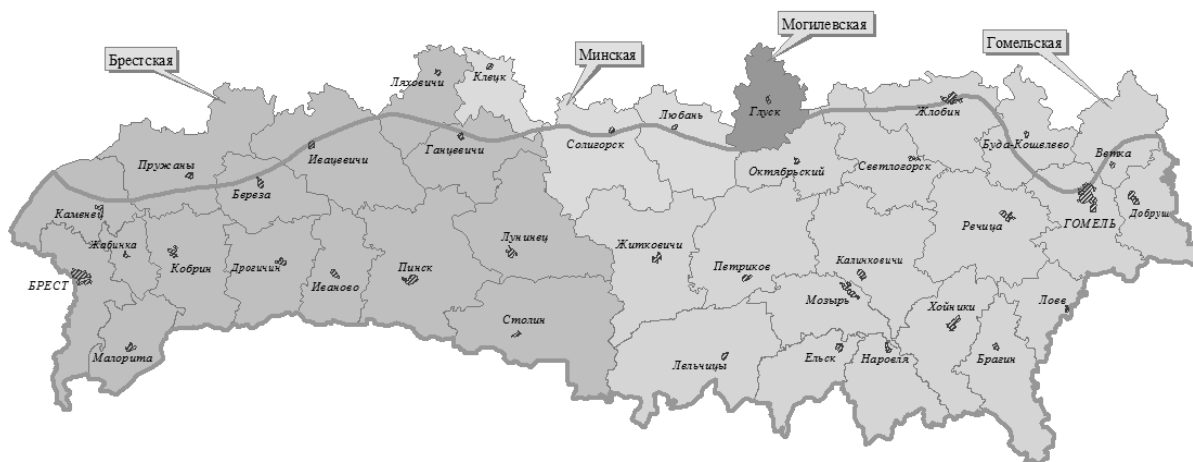 Могилевская
Брестская
Минская
Гомельская
Ляховичи
Клецк
Глуск
Жлобин
Любань
Солигорск
Ганцевичи
Ивацевичи
Пружаны
Береза
Октябрьский
Светлогорск
Буда-Кошелево
Ветка
Каменец
Жабинка
БРЕСТ
Кобрин
Дрогичин
Иваново
Пинск
Лунинец
Житковичи
Петриков
Калинковичи
Мозырь
Речица
ГОМЕЛЬ
Добруш
Хойники
Лоев
Малорита
Столин
Лельчицы
Ельск
Наровля
Брагин